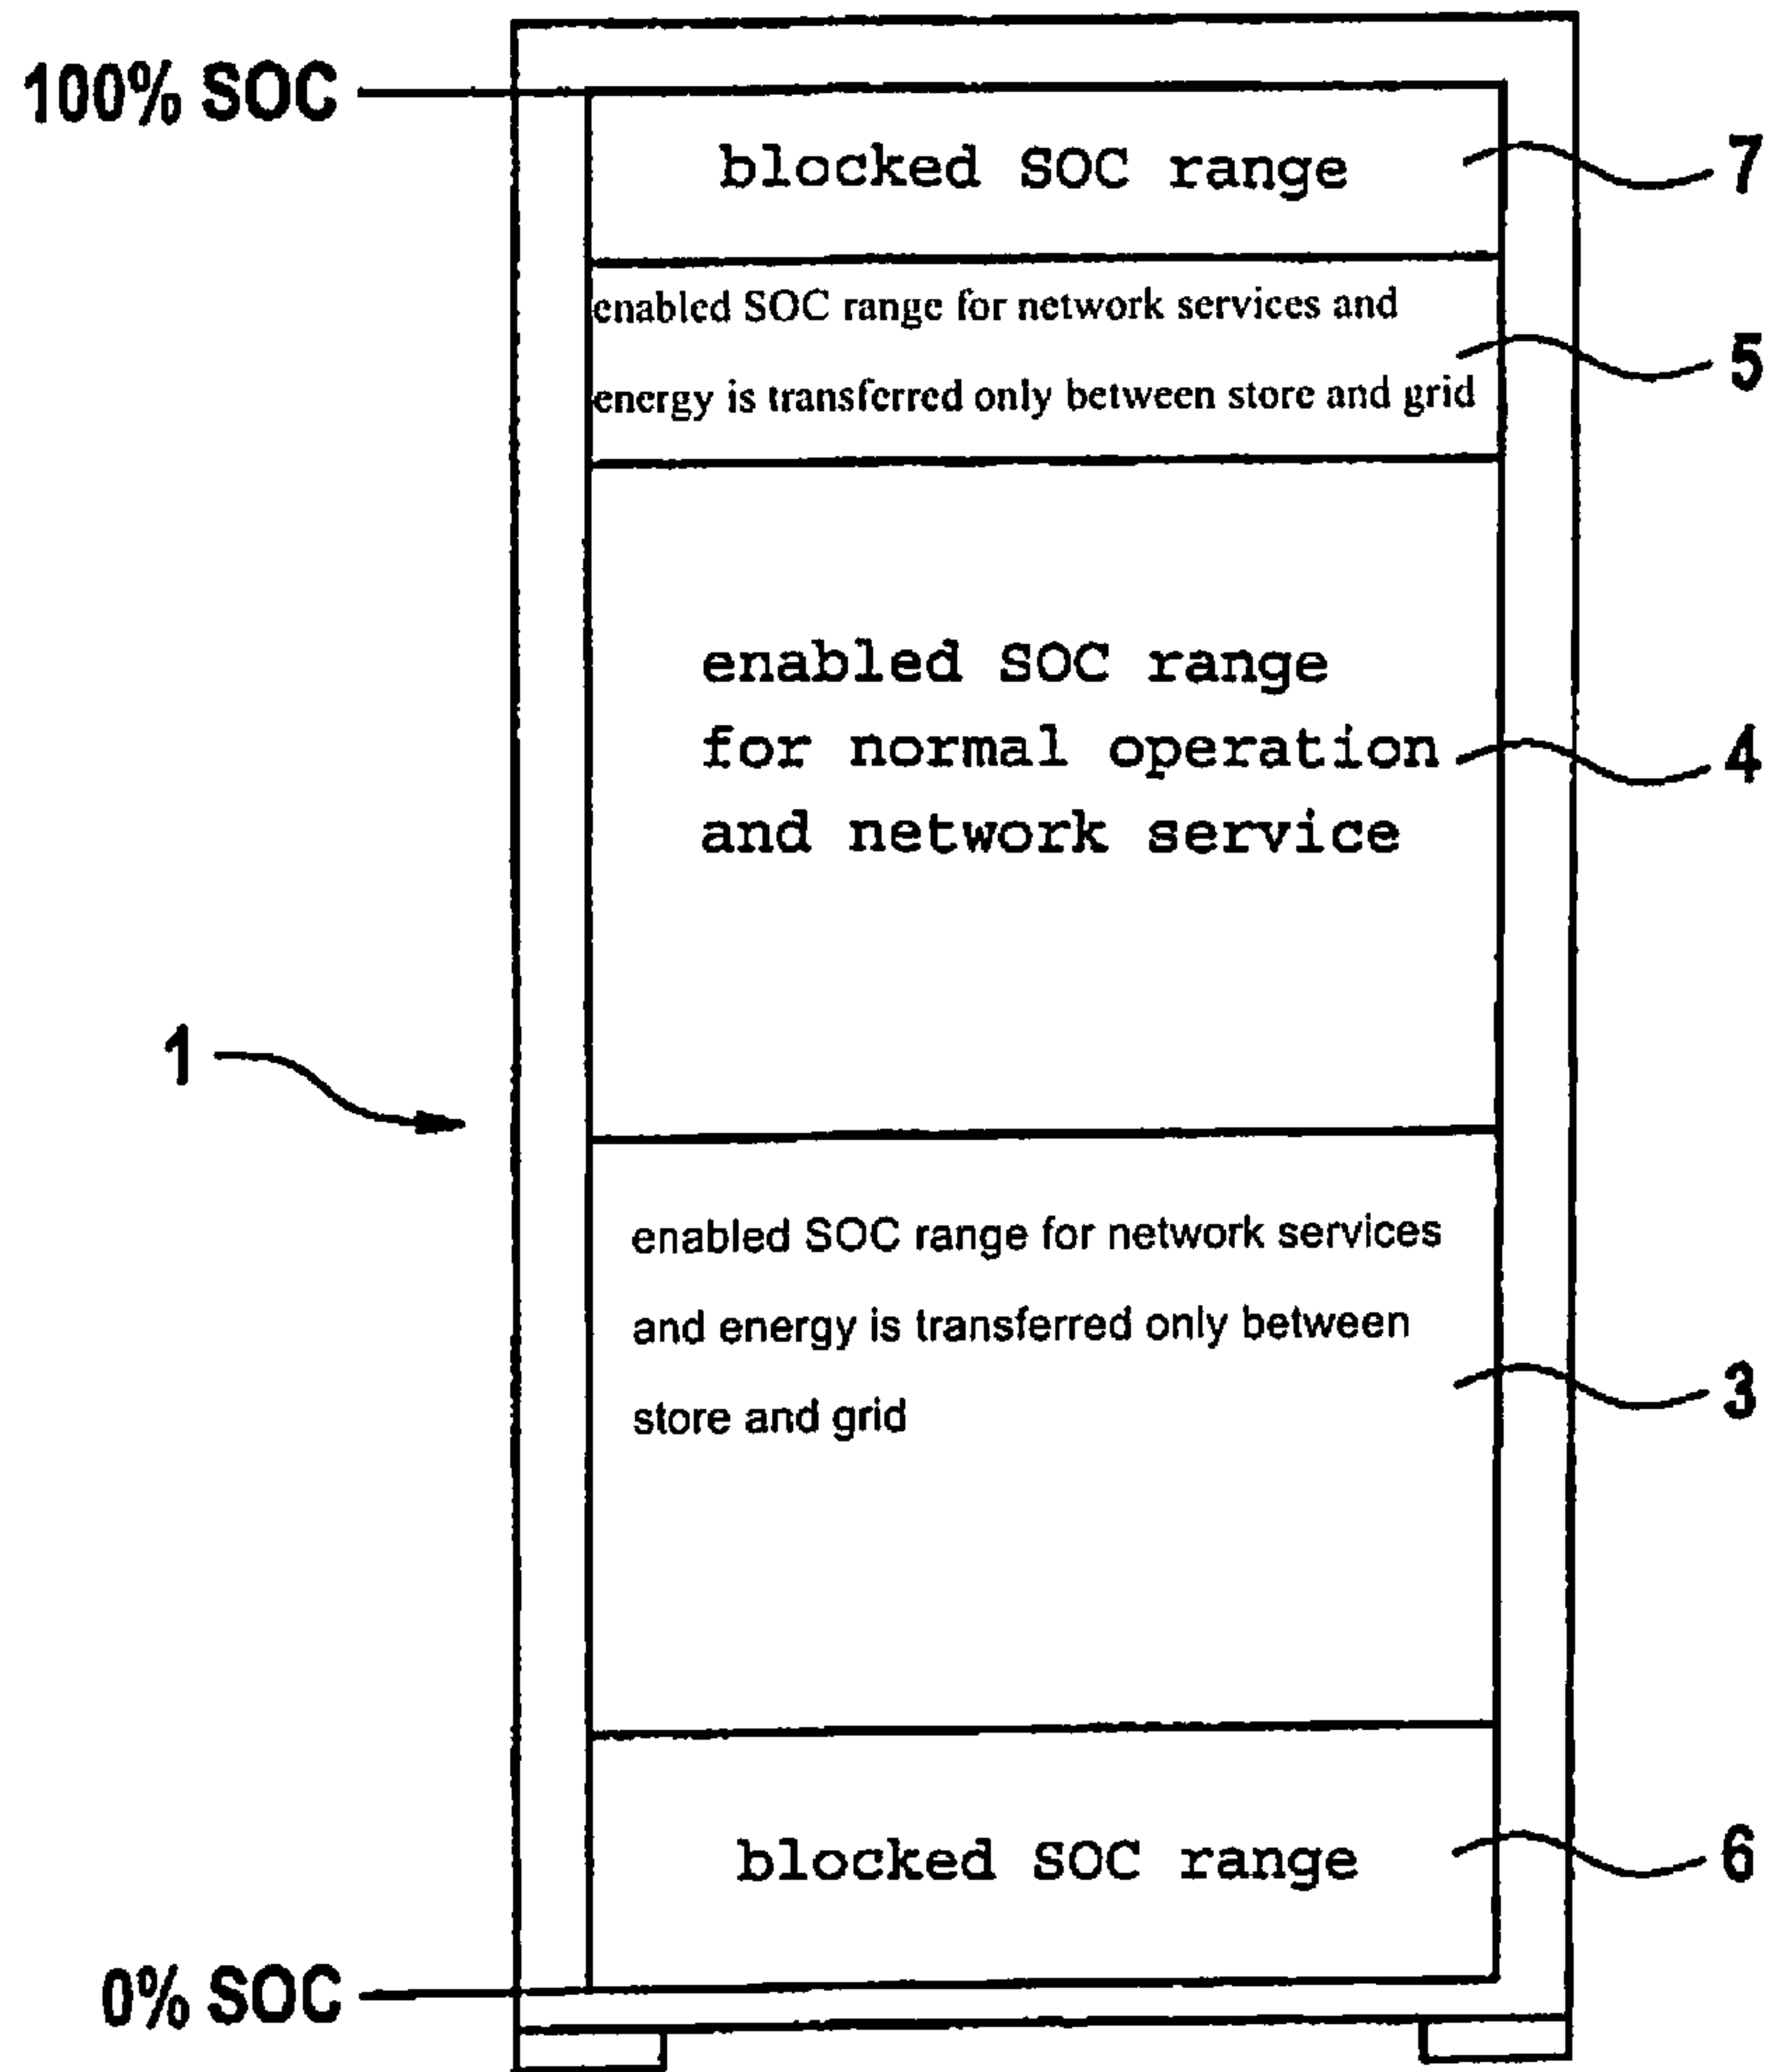 100% SOC
blocked SOC range
7
enabled SOC range for network services and
energy is transferred only between store and grid
5
enabled SOC range
for normal operation
and network service
4
1
enabled SOC range for network services
and energy is transferred only between
store and grid
3
blocked SOC range
6
0% SOC